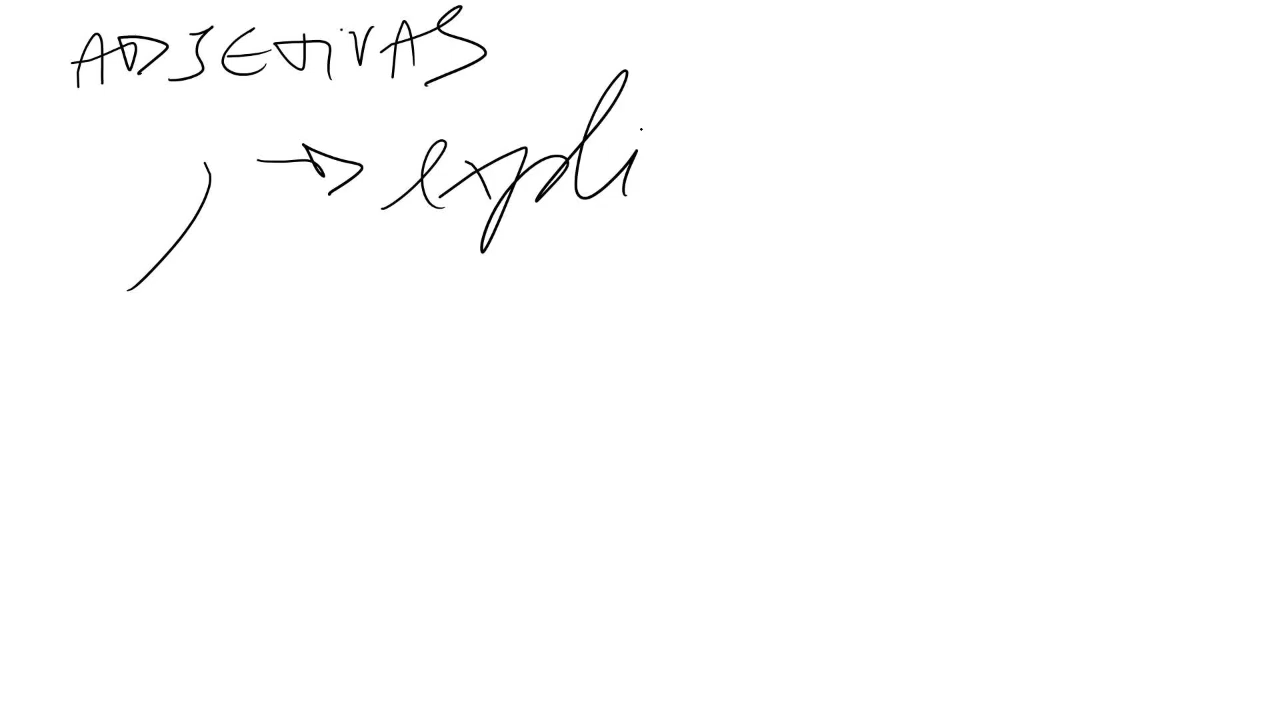 ADJETIVAS
, → expli